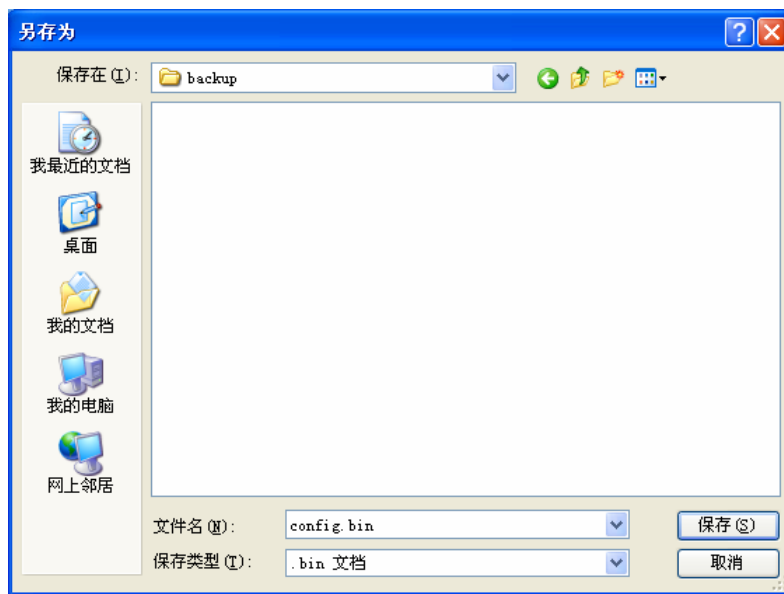 另存为
保存在(I):
backup
我最近的文档
桌面
我的文档
我的电脑
网上邻居
文件名(N):
config.bin
保存(S)
保存类型(T):
.bin 文档
取消